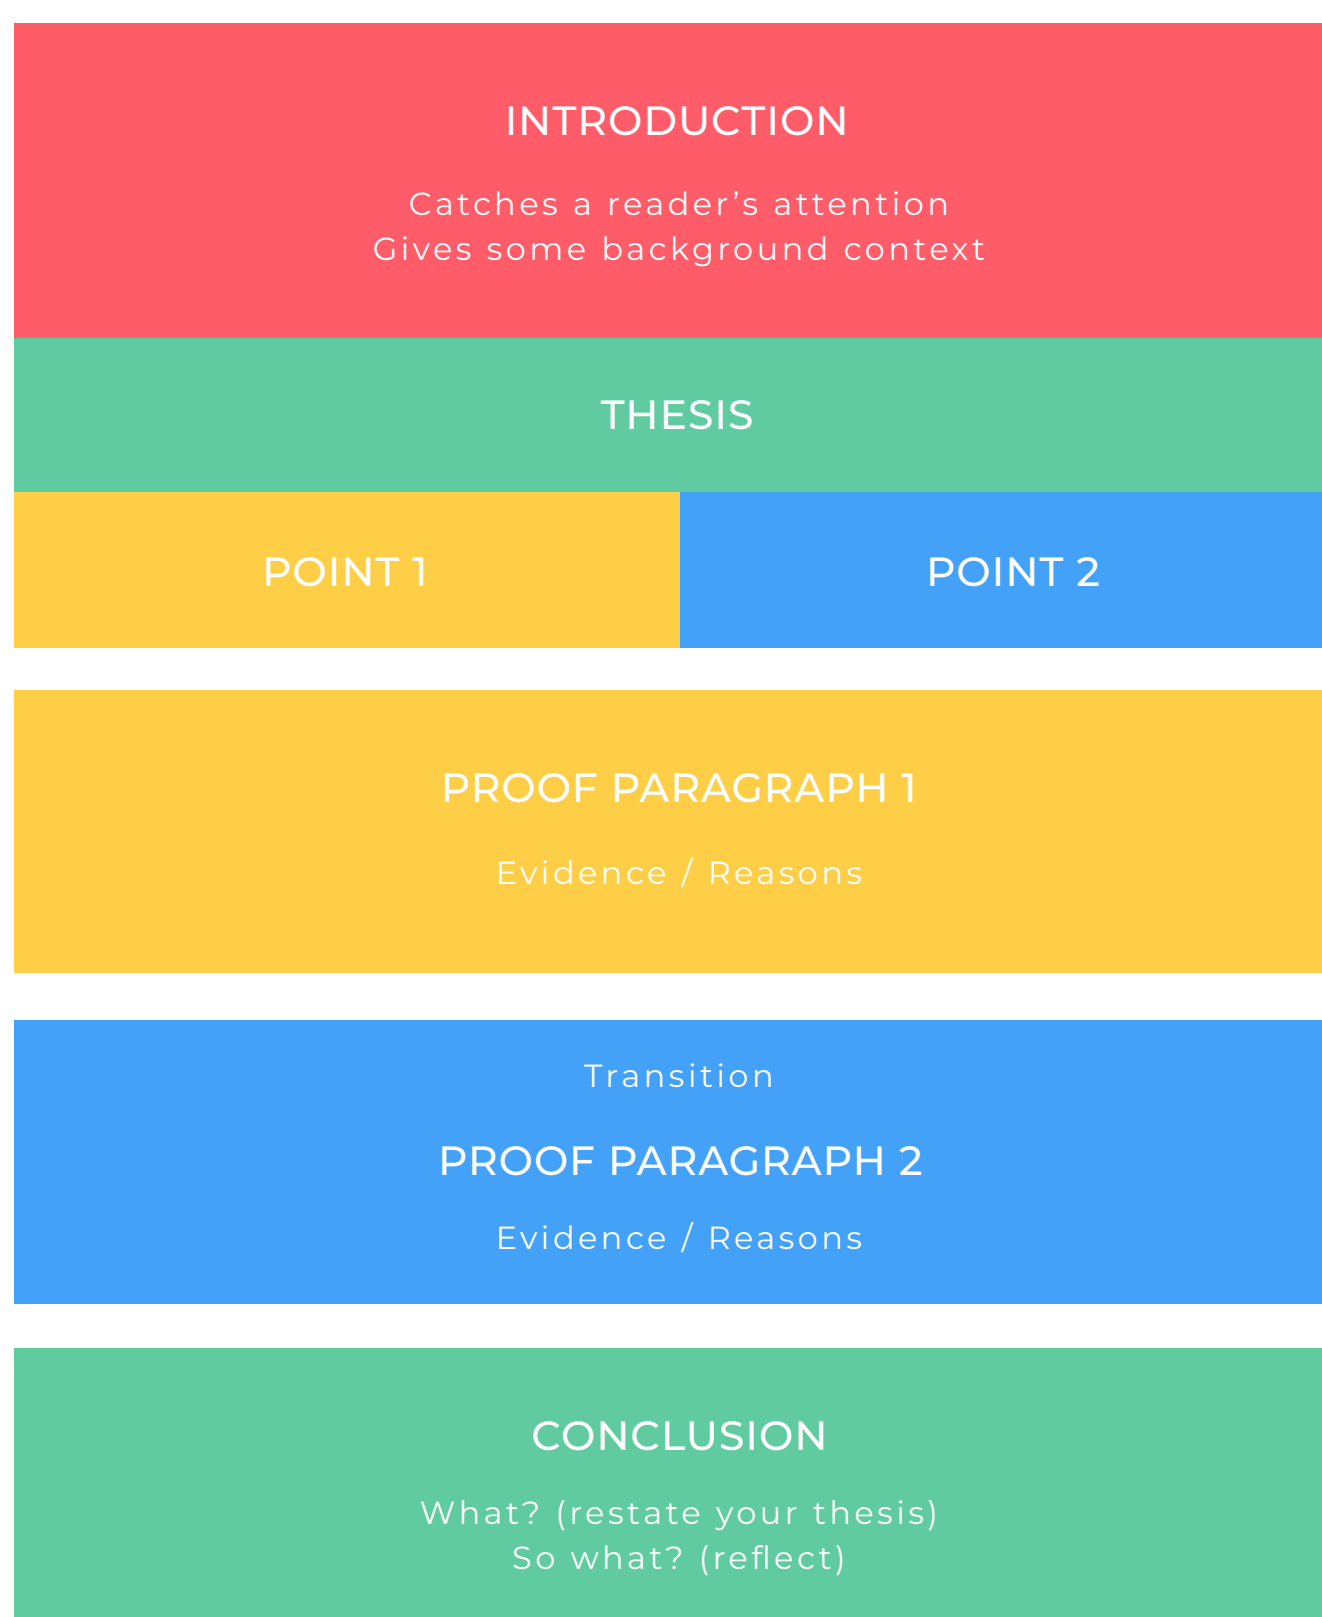 INTRODUCTION
Catches a reader’s attention
Gives some background context
THESIS
POINT 1
POINT 2
PROOF PARAGRAPH 1
Evidence / Reasons
Transition
PROOF PARAGRAPH 2
Evidence / Reasons
CONCLUSION
What? (restate your thesis)
So what? (reflect)